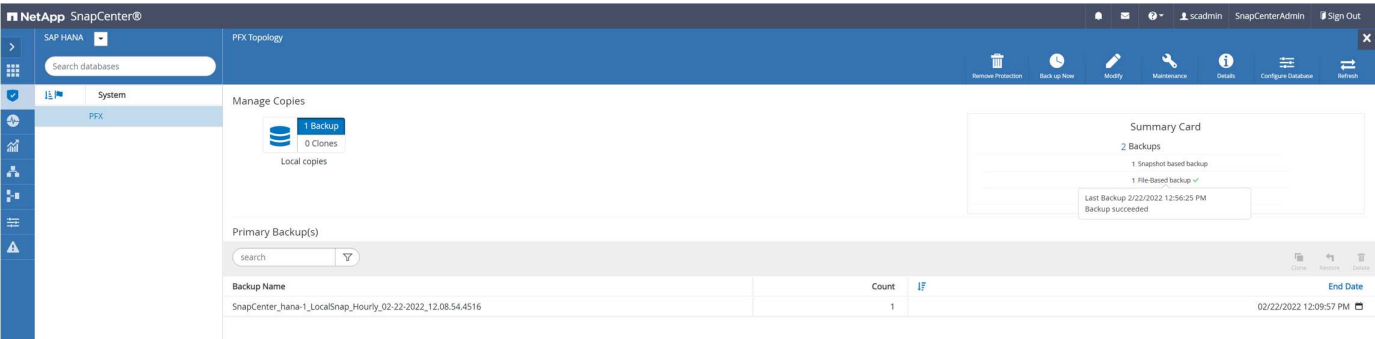 NetApp SnapCenter®
scadmin SnapCenterAdmin Sign Out
SAP HANA
PFX Topology
Search databases
Remove Protection Back up Now Modify Maintenance Details Configure Database Refresh
System
PFX
Manage Copies
1 Backup
0 Clones
Local copies
Summary Card
2 Backups
1 Snapshot based backup
1 File-Based backup
Last Backup 2/22/2022 12:56:25 PM
Backup succeeded
Primary Backup(s)
search
Clone Restore Delete
Backup Name Count End Date
SnapCenter_hana-1_LocalSnap_Hourly_02-22-2022_12.08.54.4516 1 02/22/2022 12:09:57 PM